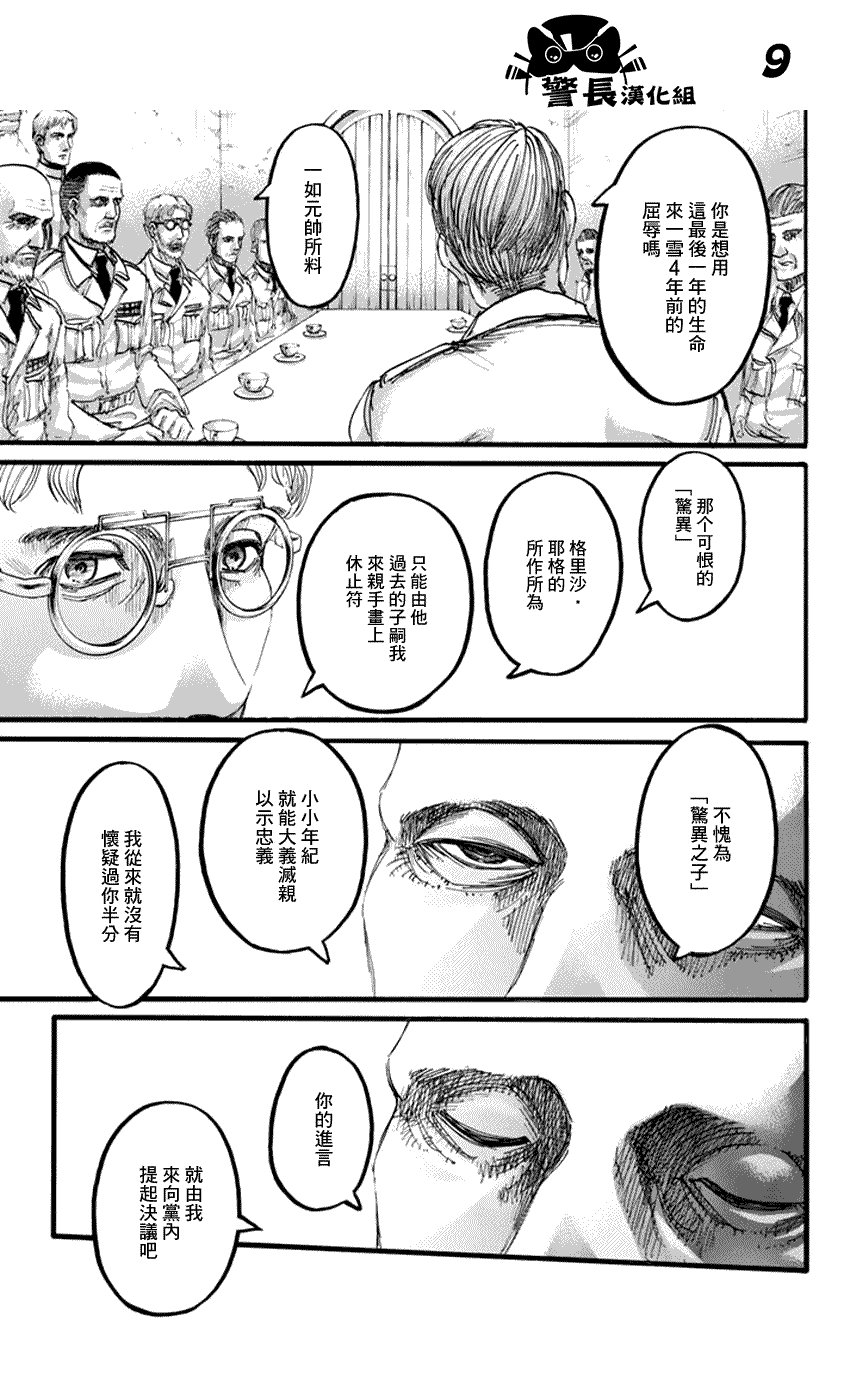 警長漢化組
9
你是想用
這最後一年的生命
來一雪4年前的
屈辱嗎
一如元帥所料
那个可恨的
「驚異」
格里沙．
耶格的
所作所為
只能由他
過去的子嗣我
來親手畫上
休止符
不愧為
「驚異之子」
小小年紀
就能大義滅親
以示忠義
我從來就沒有
懷疑過你半分
你的進言
就由我
來向黨內
提起決議吧